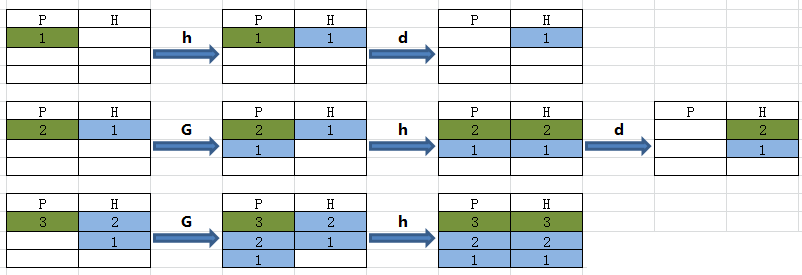 P H h P H d P H
1 1 1 1
P H P H P H P H
2 1 G 2 1 h 2 2 d 2
1 1 1 1
P H P H P H
3 2 G 3 2 h 3 3
1 2 1 2 2
1 1 1